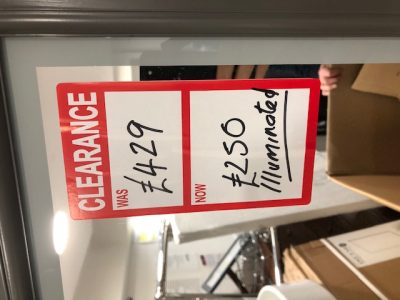 CLEARANCE
WAS
£429
NOW
£250
Illuminated